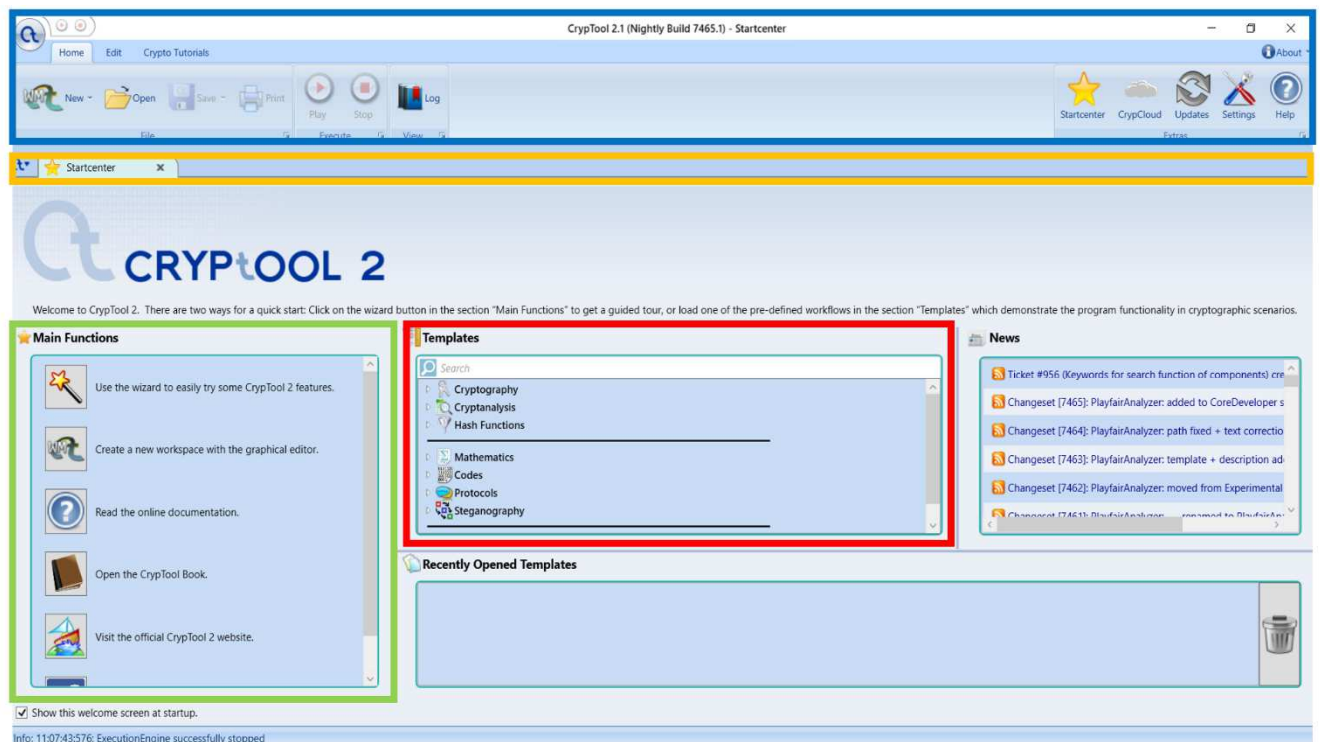 CrypTool 2.1 (Nightly Build 7465.1) - Startcenter
Home Edit Crypto Tutorials About
New Open Save Print Play Stop Log Startcenter CrypCloud Updates Settings Help
File Execute View Extras
Startcenter
CRYPtOOL 2
Welcome to CrypTool 2. There are two ways for a quick start: Click on the wizard button in the section "Main Functions" to get a guided tour, or load one of the pre-defined workflows in the section "Templates" which demonstrate the program functionality in cryptographic scenarios.
Main Functions
Use the wizard to easily try some CrypTool 2 features.
Create a new workspace with the graphical editor.
Read the online documentation.
Open the CrypTool Book.
Visit the official CrypTool 2 website.
Templates
Search
Cryptography
Cryptanalysis
Hash Functions
Mathematics
Codes
Protocols
Steganography
News
Ticket #956 (Keywords for search function of components) cre
Changeset [7465]: PlayfairAnalyzer: added to CoreDeveloper s
Changeset [7464]: PlayfairAnalyzer: path fixed + text correctio
Changeset [7463]: PlayfairAnalyzer: template + description ad
Changeset [7462]: PlayfairAnalyzer: moved from Experimental
Changeset [7461]: PlayfairAnalyzer: renamed to PlayfairAn
Recently Opened Templates
Show this welcome screen at startup.
Info: 11:07:43:576: ExecutionEngine successfully stopped